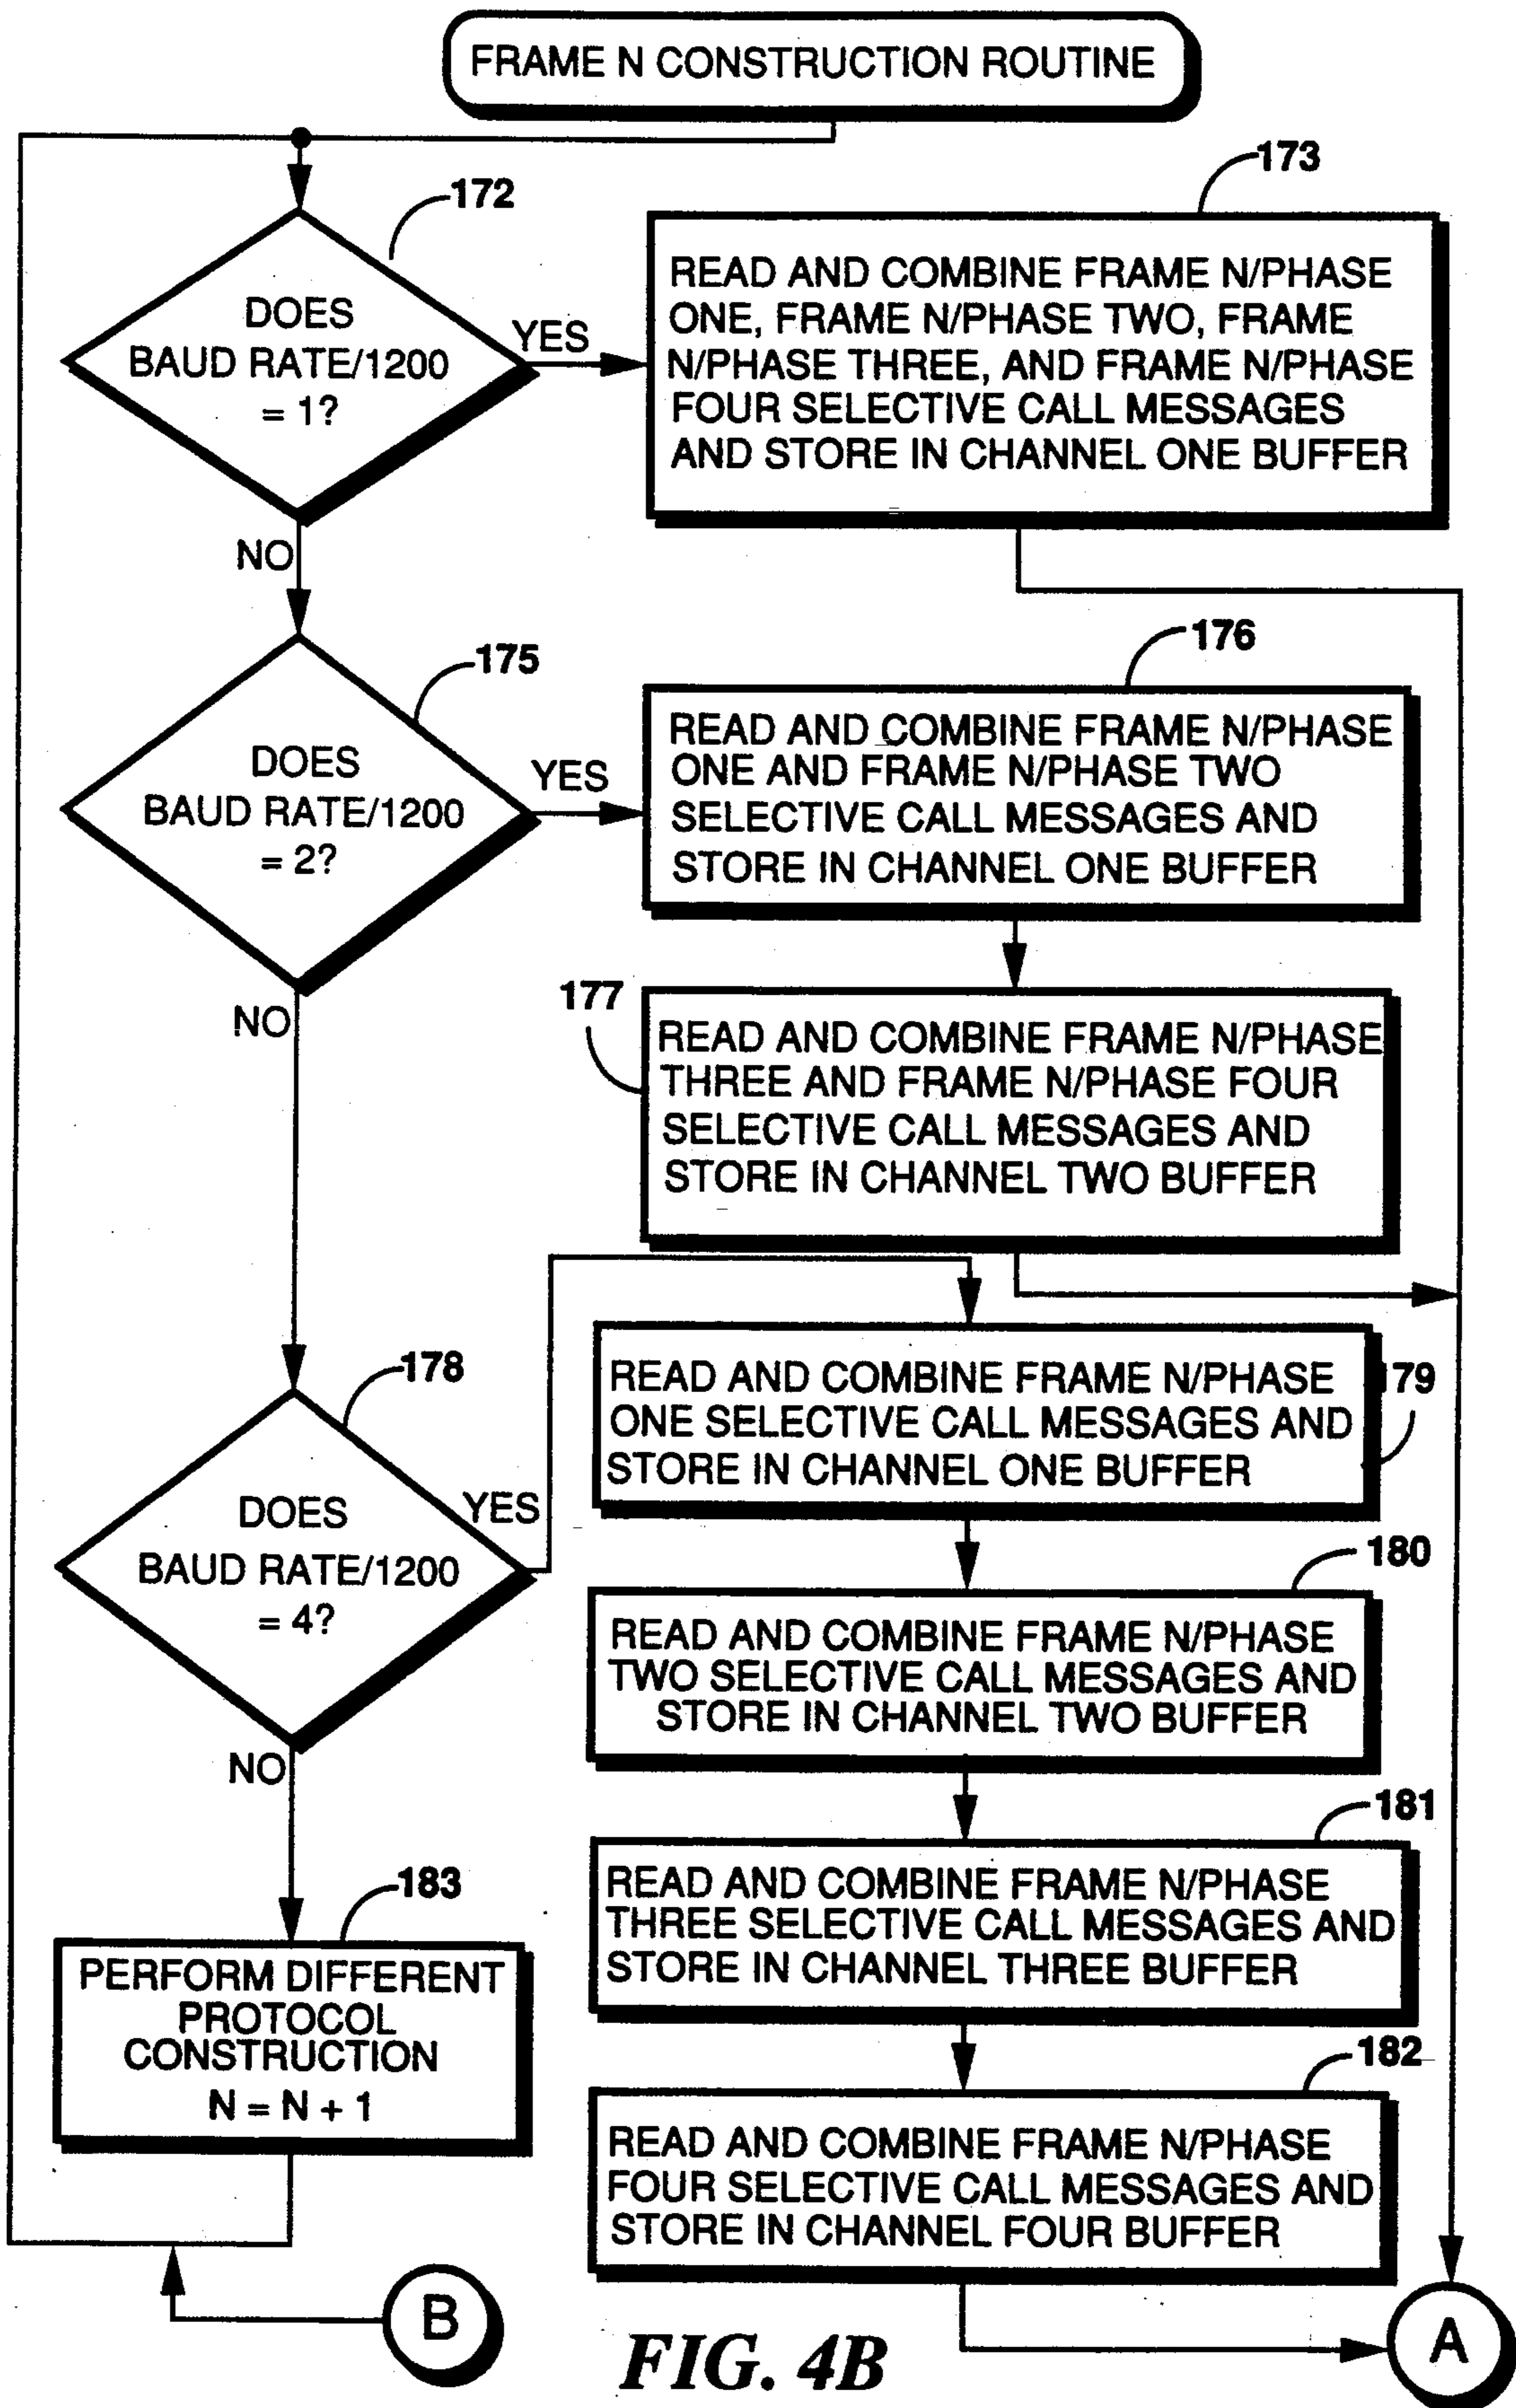 FRAME N CONSTRUCTION ROUTINE
172
DOES
BAUD RATE/1200
= 1?
YES
NO
173
READ AND COMBINE FRAME N/PHASE
ONE, FRAME N/PHASE TWO, FRAME
N/PHASE THREE, AND FRAME N/PHASE
FOUR SELECTIVE CALL MESSAGES
AND STORE IN CHANNEL ONE BUFFER
175
DOES
BAUD RATE/1200
= 2?
YES
NO
176
READ AND COMBINE FRAME N/PHASE
ONE AND FRAME N/PHASE TWO
SELECTIVE CALL MESSAGES AND
STORE IN CHANNEL ONE BUFFER
177
READ AND COMBINE FRAME N/PHASE
THREE AND FRAME N/PHASE FOUR
SELECTIVE CALL MESSAGES AND
STORE IN CHANNEL TWO BUFFER
178
DOES
BAUD RATE/1200
= 4?
YES
NO
179
READ AND COMBINE FRAME N/PHASE
ONE SELECTIVE CALL MESSAGES AND
STORE IN CHANNEL ONE BUFFER
180
READ AND COMBINE FRAME N/PHASE
TWO SELECTIVE CALL MESSAGES AND
STORE IN CHANNEL TWO BUFFER
181
READ AND COMBINE FRAME N/PHASE
THREE SELECTIVE CALL MESSAGES AND
STORE IN CHANNEL THREE BUFFER
182
READ AND COMBINE FRAME N/PHASE
FOUR SELECTIVE CALL MESSAGES AND
STORE IN CHANNEL FOUR BUFFER
183
PERFORM DIFFERENT
PROTOCOL
CONSTRUCTION
N = N + 1
B
A
FIG. 4B